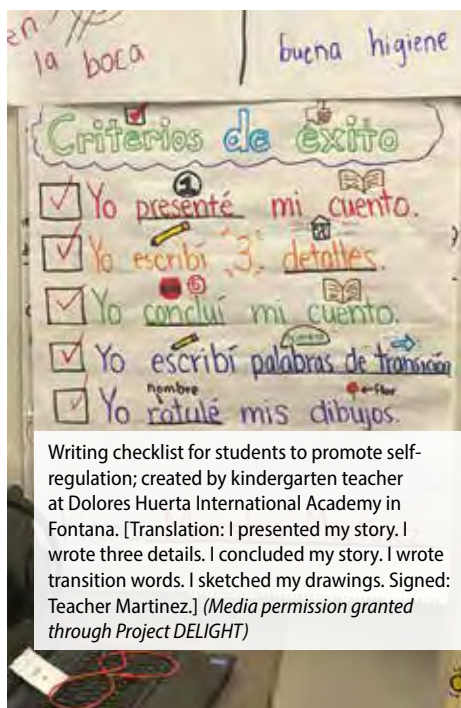 en
la boca
buena higiene
Criterios de éxito
Yo presenté mi cuento.
Yo escribí 3 detalles.
Yo concluí mi cuento.
Yo escribí palabras de transición
nombre
Yo rotulé mis dibujos.
Writing checklist for students to promote self-
regulation; created by kindergarten teacher
at Dolores Huerta International Academy in
Fontana. [Translation: I presented my story. I
wrote three details. I concluded my story. I wrote
transition words. I sketched my drawings. Signed:
Teacher Martinez.] (Media permission granted
through Project DELIGHT)